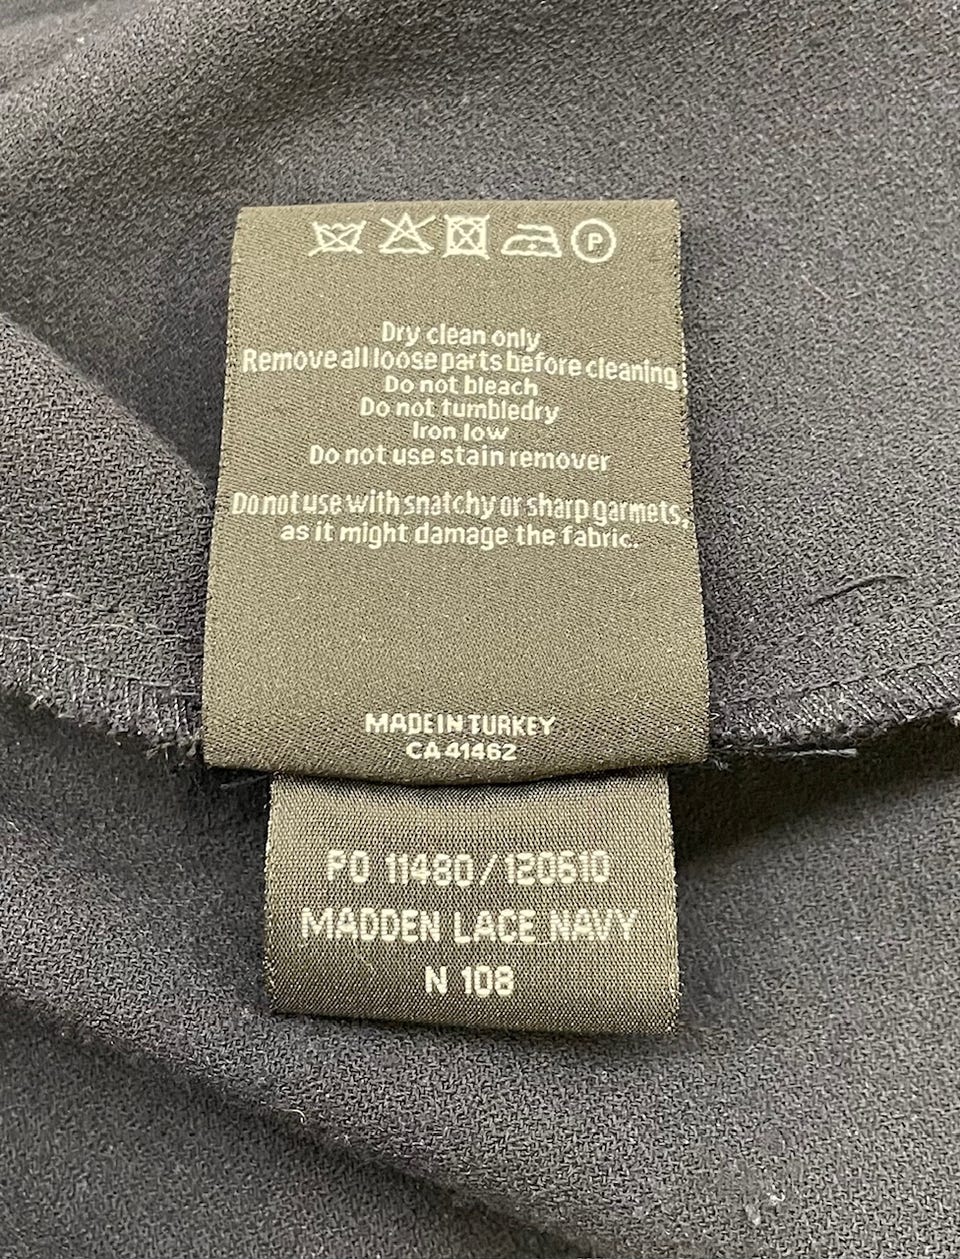 P
Dry clean only
Remove all loose parts before cleaning
Do not bleach
Do not tumbledry
Iron low
Do not use stain remover
Do not use with snatchy or sharp garmets,
as it might damage the fabric.
MADE IN TURKEY
CA 41462
PO 11480/120610
MADDEN LACE NAVY
N 108